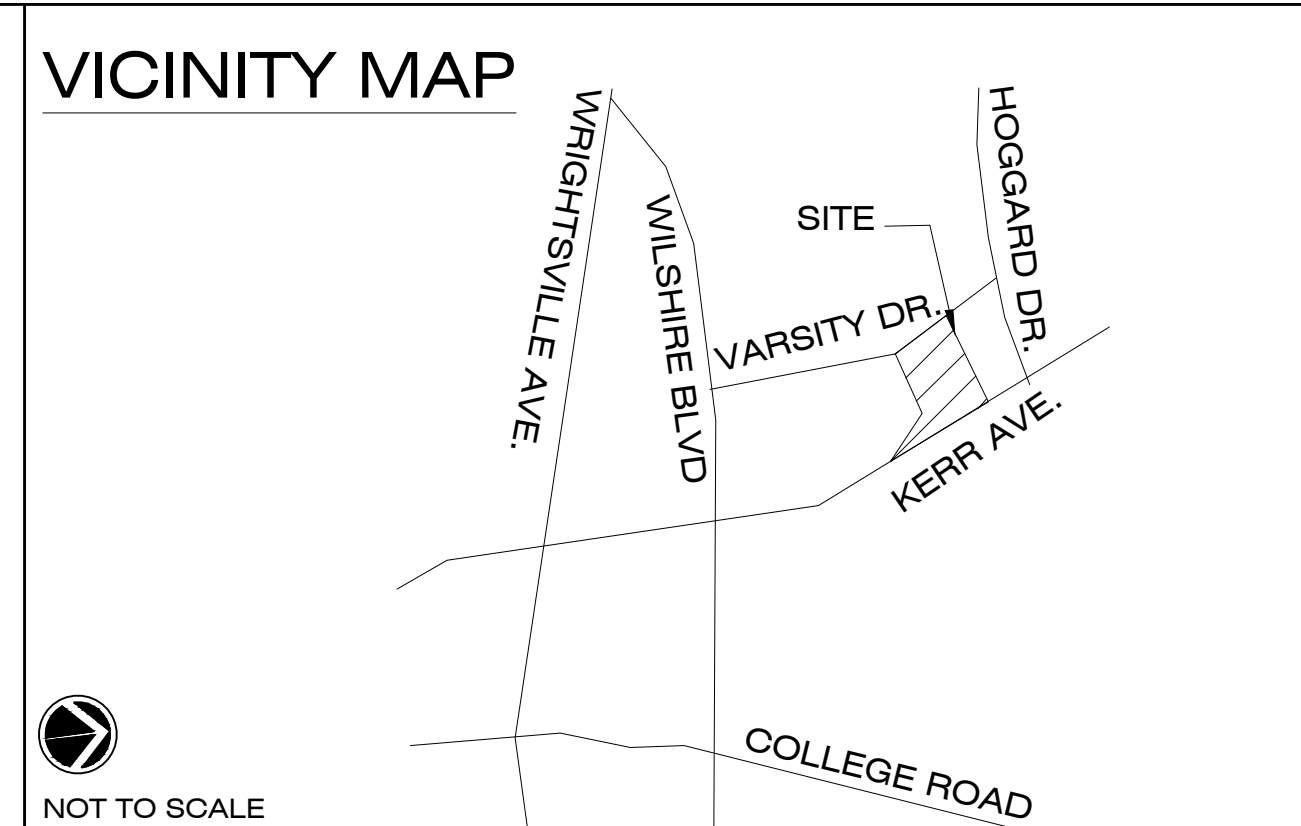 VICINITY MAP
WRIGHTSVILLE AVE.
WILSHIRE BLVD
HOGGARD DR.
SITE
VARSITY DR.
KERR AVE.
COLLEGE ROAD
NOT TO SCALE